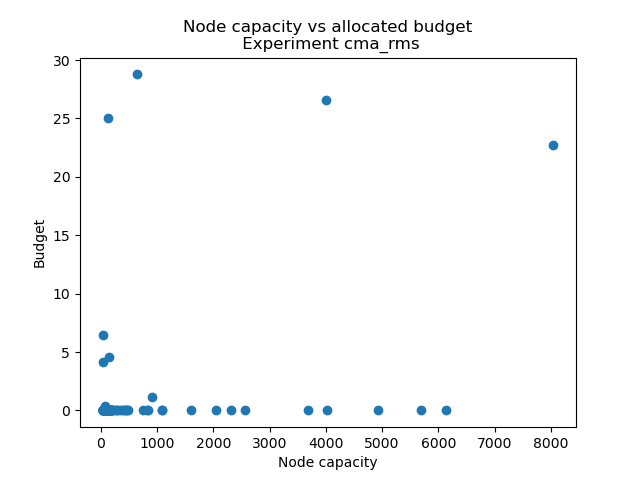 Node capacity vs allocated budget
Experiment cma_rms
30
25
20
15
10
5
0
Budget
0 1000 2000 3000 4000 5000 6000 7000 8000
Node capacity